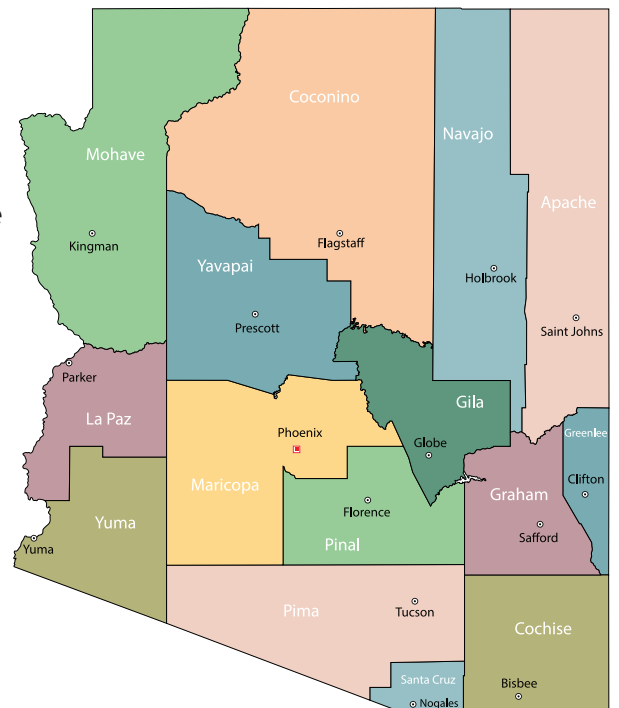 Coconino
Navajo
Mohave
Apache
e
Kingman
Flagstaff
Yavapai
Holbrook
Prescott
Saint Johns
Parker
La Paz
Gila
Phoenix
Greenlee
Globe
Maricopa
Clifton
Graham
Florence
Yuma
Safford
Pinal
Yuma
Pima
Tucson
Cochise
Santa Cruz
Bisbee
Nogales